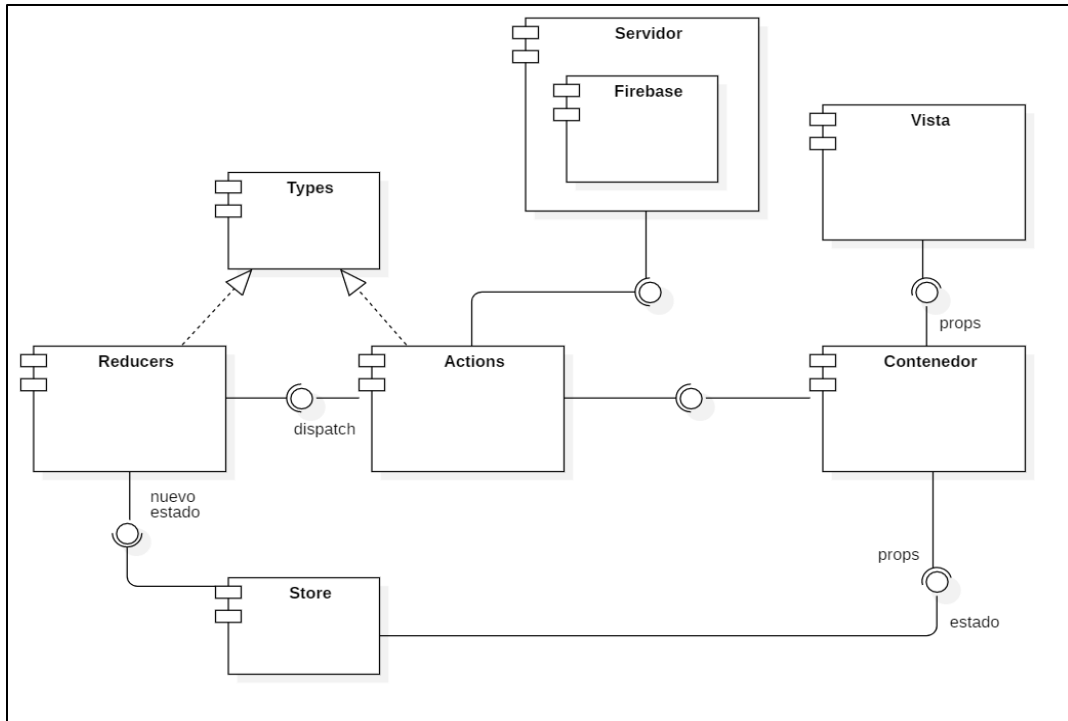 Servidor
Firebase
Vista
Types
props
Reducers
Actions
Contenedor
dispatch
nuevo
estado
props
Store
estado